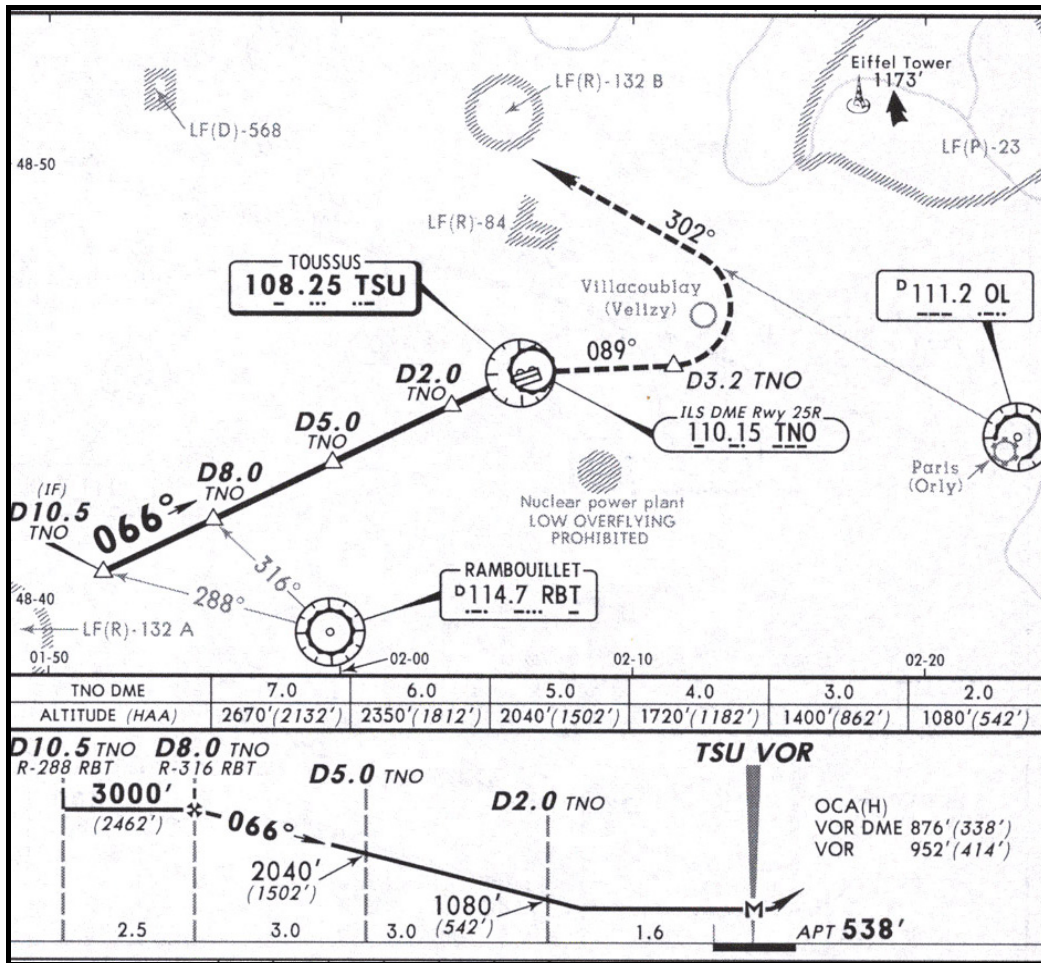 Eiffel Tower
1173'
LF(R)-132 B
LF(D)-568
LF(P)-23
48-50
LF(R)-84
302°
TOUSSUS
108.25 TSU
Villacoublay
(Velizy)
D 111.2 OL
089°
D3.2 TNO
D2.0
TNO
ILS DME Rwy 25R
110.15 TNO
D5.0
TNO
Paris
(Orly)
D8.0
TNO
(IF)
D10.5
TNO
066°
Nuclear power plant
LOW OVERFLYING
PROHIBITED
316°
288°
RAMBOUILLET
D 114.7 RBT
48-40
LF(R)-132 A
01-50 02-00 02-10 02-20
TNO DME 7.0 6.0 5.0 4.0 3.0 2.0
ALTITUDE (HAA) 2670'(2132') 2350'(1812') 2040'(1502') 1720'(1182') 1400'(862') 1080'(542')
D10.5 TNO D8.0 TNO
R-288 RBT R-316 RBT
D5.0 TNO
TSU VOR
D2.0 TNO
3000'
(2462')
066°
OCA(H)
VOR DME 876'(338')
VOR 952'(414')
2040'
(1502')
1080'
(542')
M
2.5 3.0 3.0 1.6
APT 538'